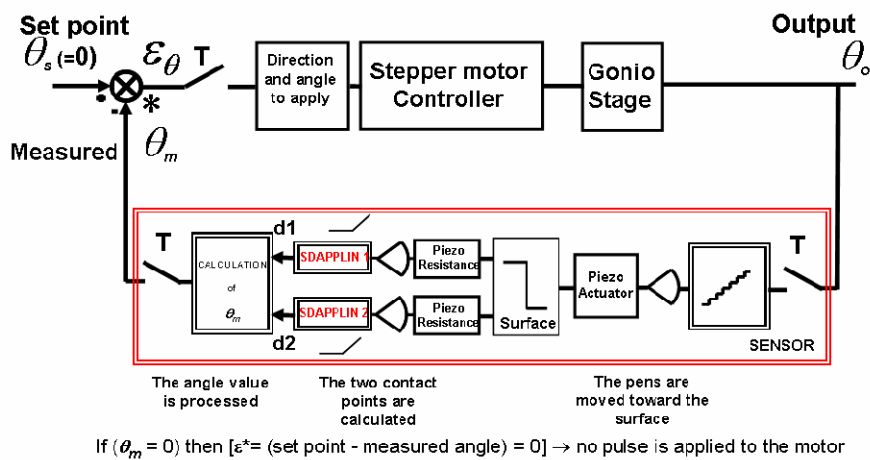 Set point
θs (=0)
εθ
T
*
Direction
and angle
to apply
Stepper motor
Controller
Gonio
Stage
Output
θo
Measured
θm
T
CALCULATION
of
θm
d1
d2
SDAPPLIN 1
SDAPPLIN 2
Piezo
Resistance
Piezo
Resistance
Surface
Piezo
Actuator
T
SENSOR
The angle value
is processed
The two contact
points are
calculated
The pens are
moved toward the
surface
If (θm = 0) then [ε*= (set point - measured angle) = 0] → no pulse is applied to the motor